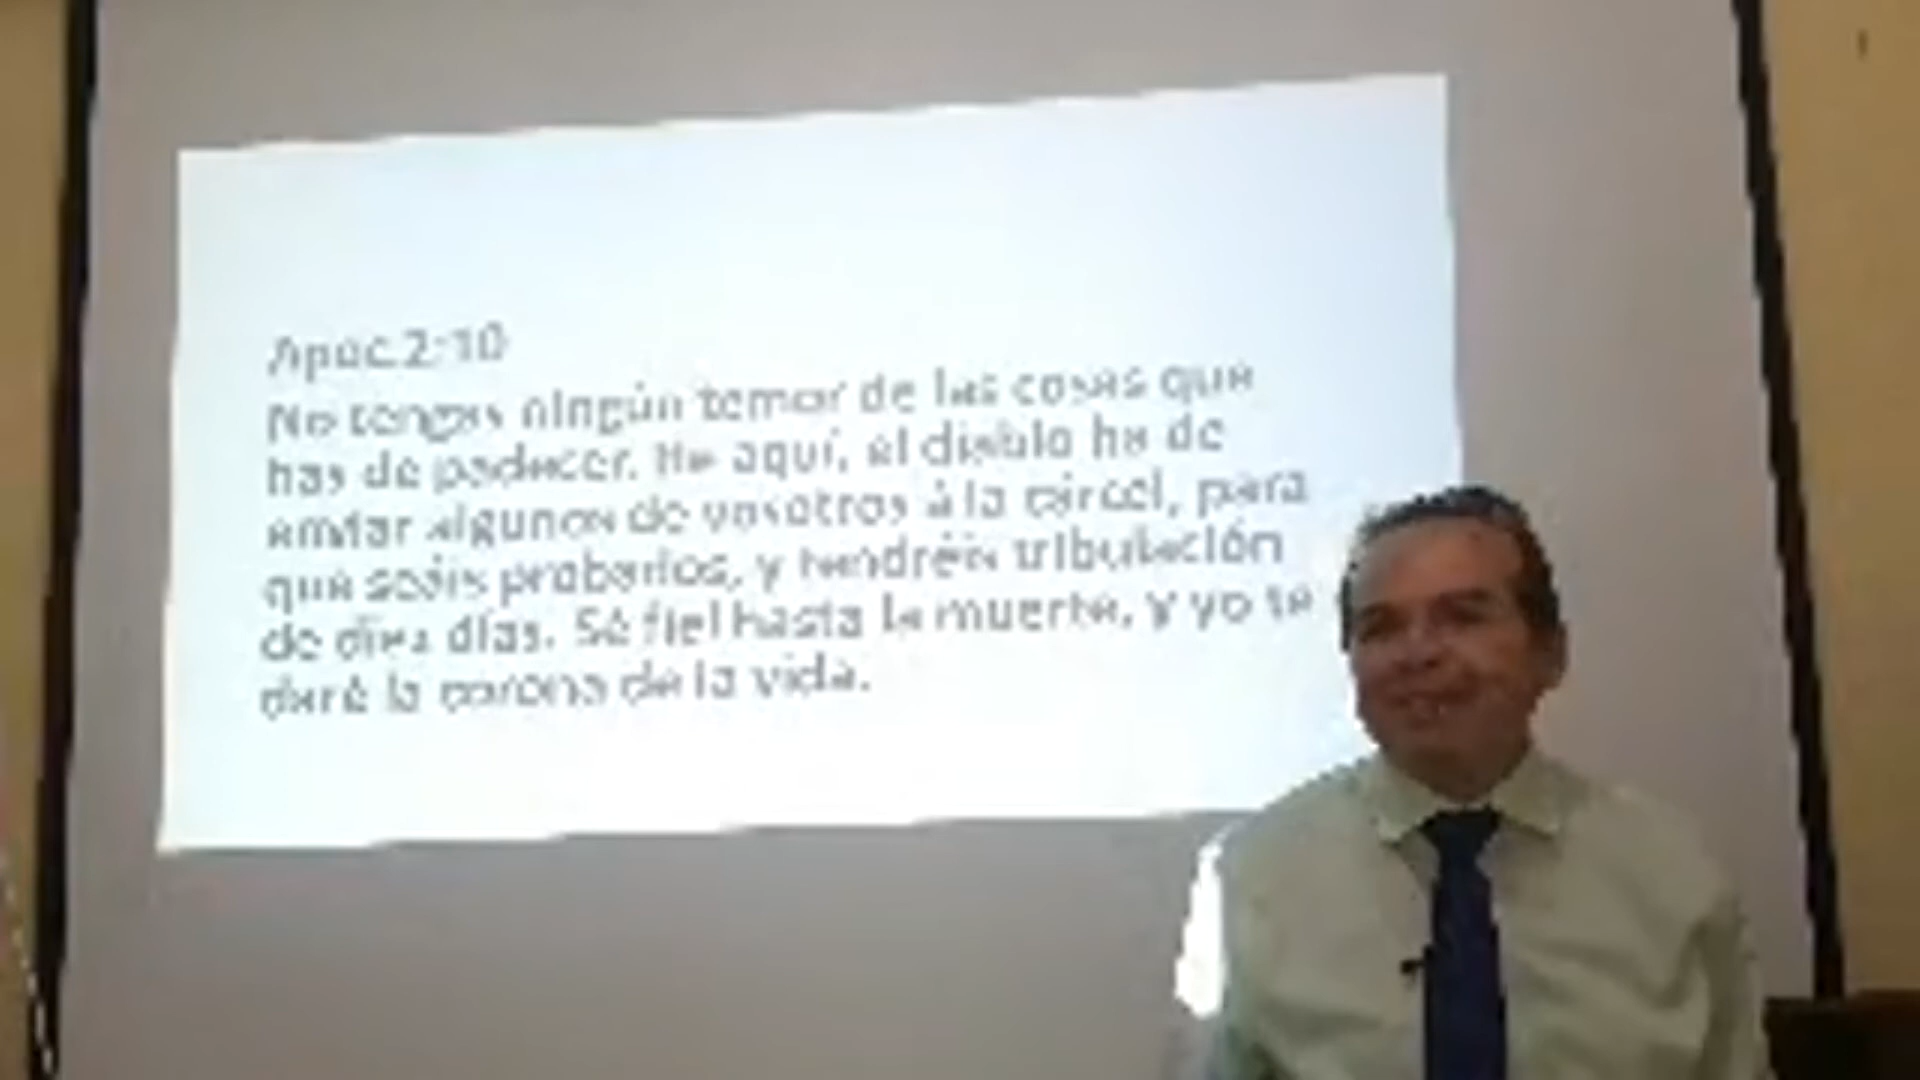 Apoc.2:10
No tengas ningún temor de las cosas que
has de padecer. He aquí, el diablo ha de
enviar algunos de vosotros á la cárcel, para
que seáis probados, y tendréis tribulación
de diez días. Sé fiel hasta la muerte, y yo te
daré la corona de la vida.